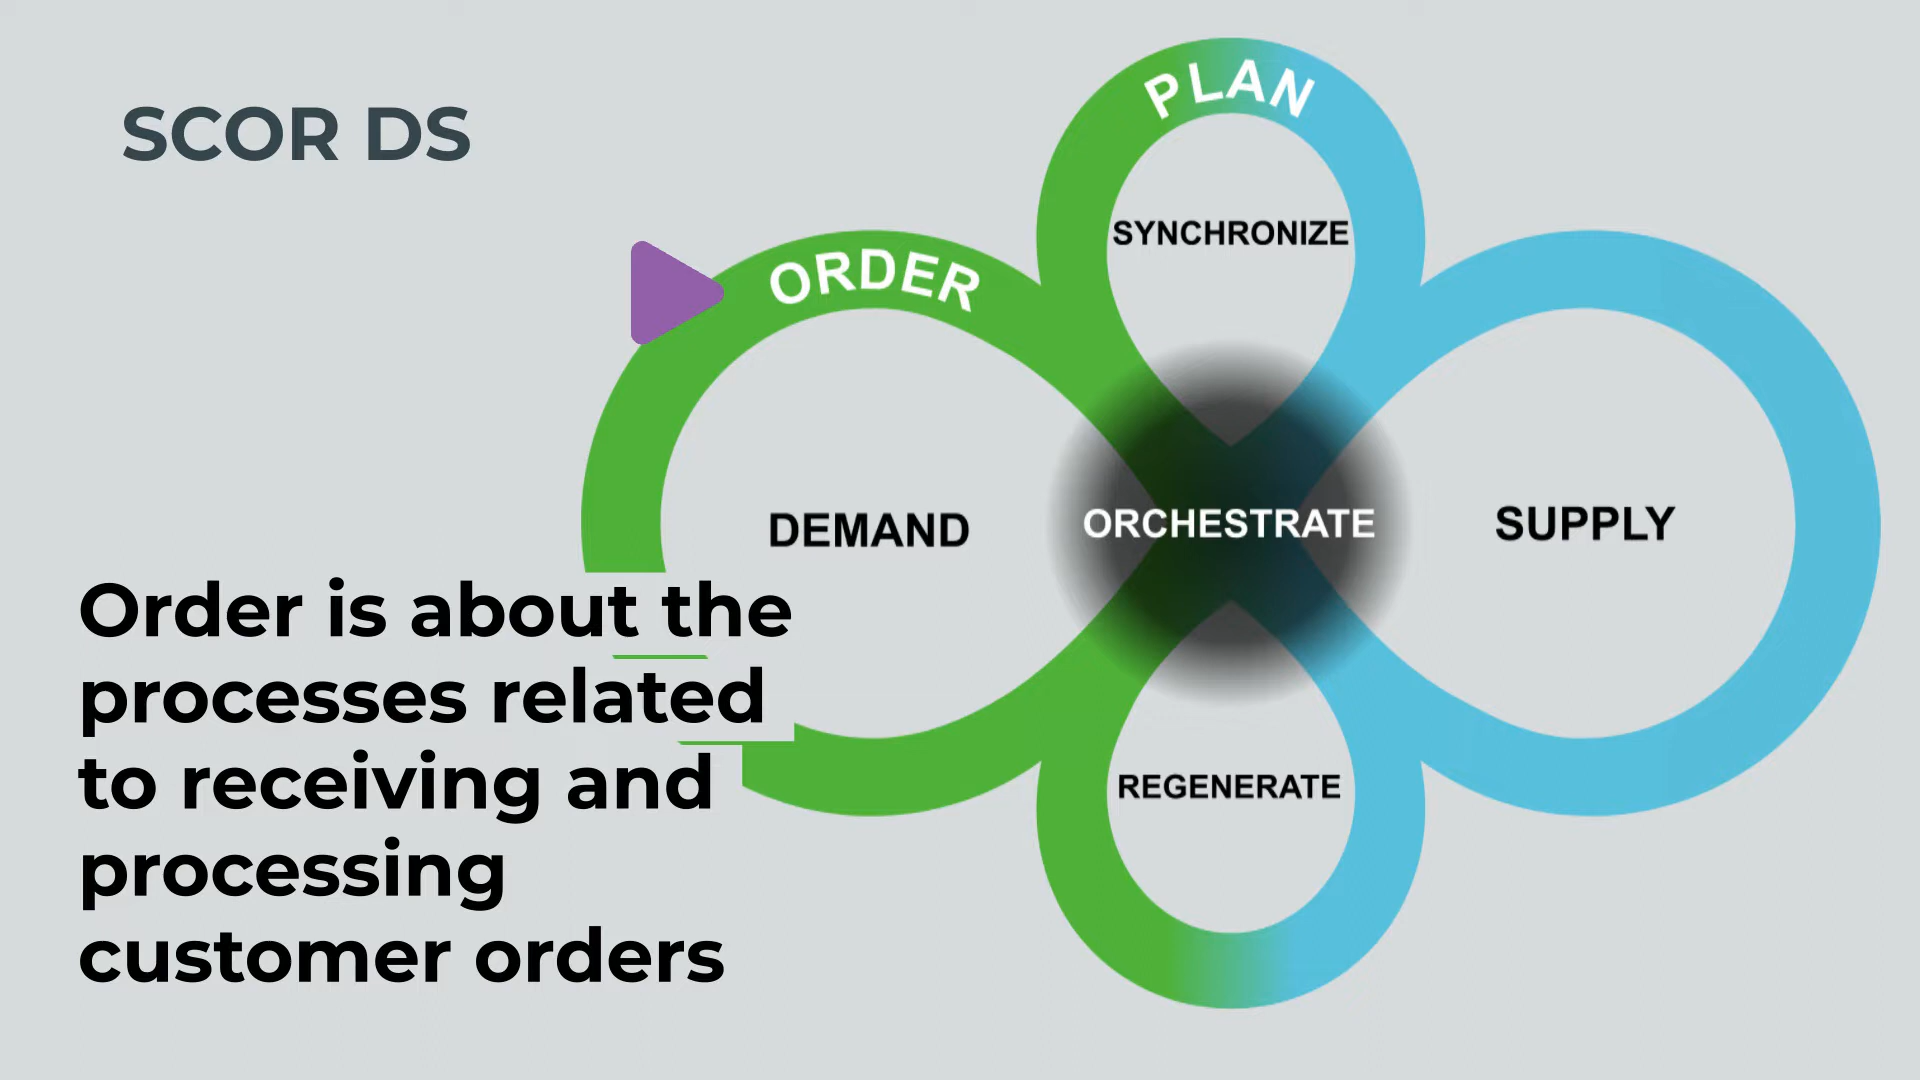 SCOR DS
PLAN
SYNCHRONIZE
ORDER
DEMAND
ORCHESTRATE
SUPPLY
REGENERATE
Order is about the
processes related
to receiving and
processing
customer orders